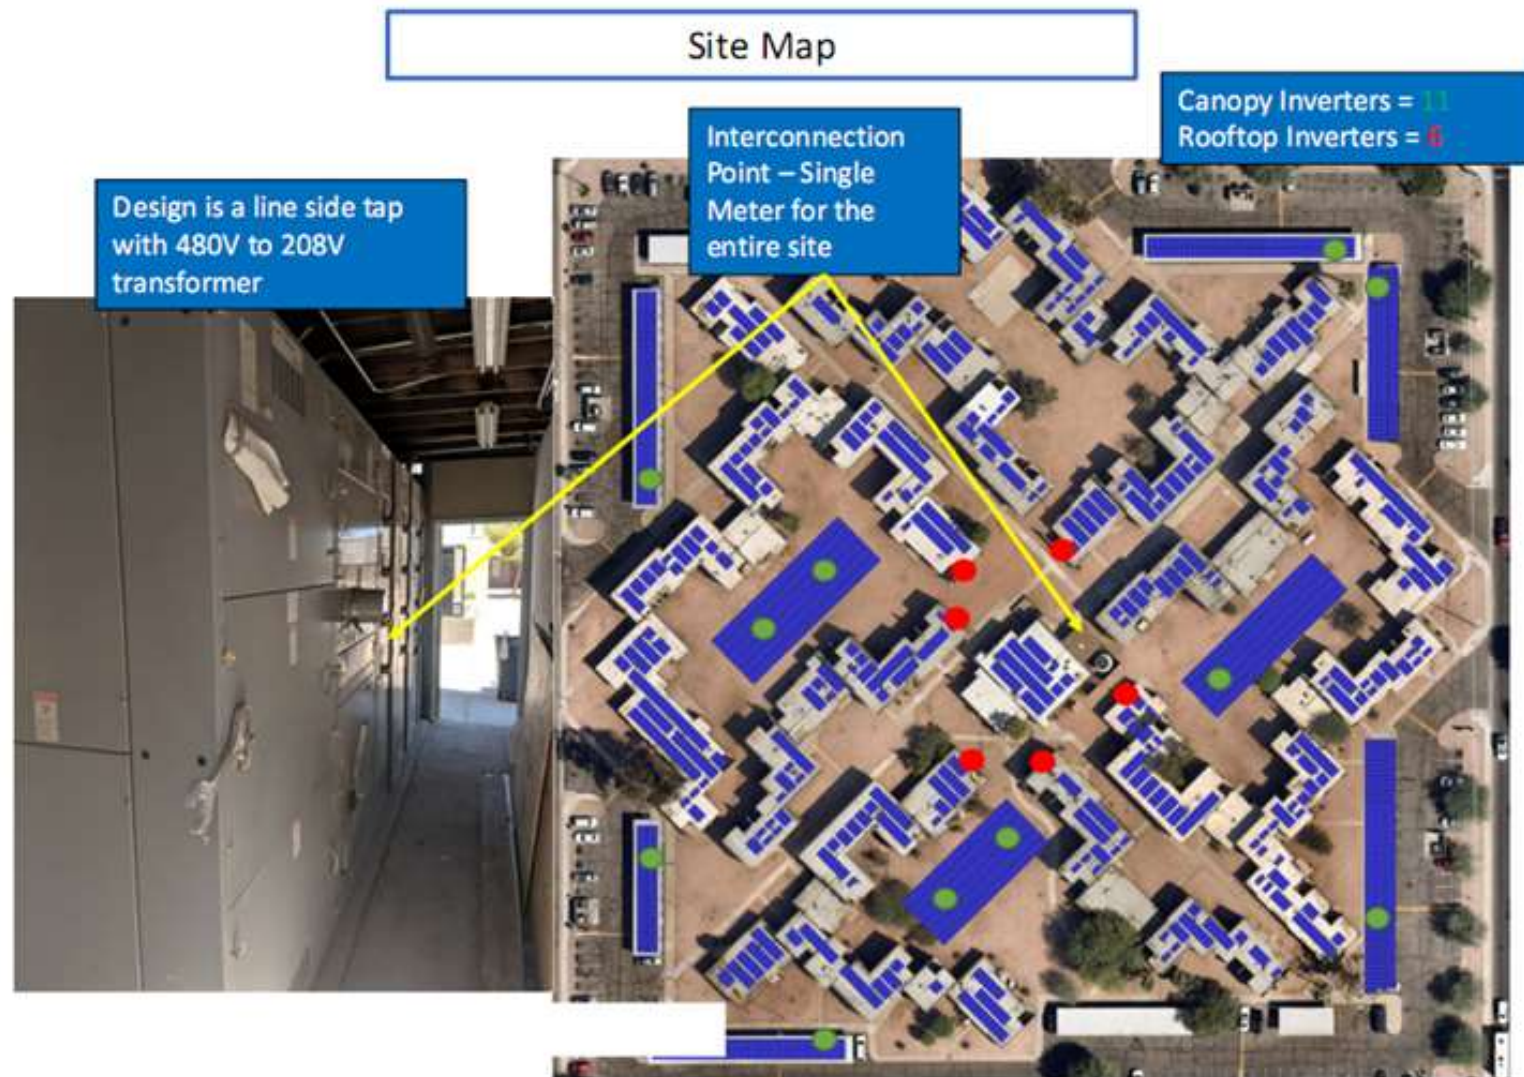 Site Map
Canopy Inverters = 11
Rooftop Inverters = 6
Interconnection
Point – Single
Meter for the
entire site
Design is a line side tap
with 480V to 208V
transformer